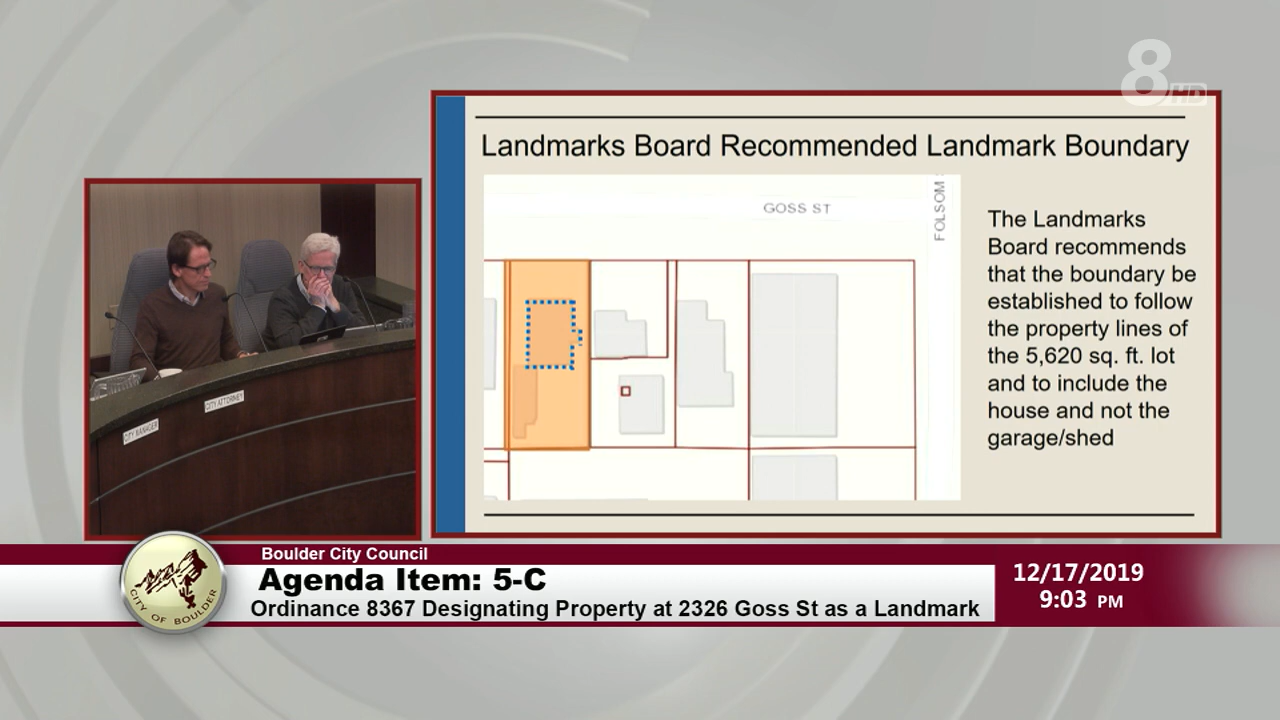 8HD
Landmarks Board Recommended Landmark Boundary
GOSS ST
FOLSOM
The Landmarks
Board recommends
that the boundary be
established to follow
the property lines of
the 5,620 sq. ft. lot
and to include the
house and not the
garage/shed
CITY MANAGER
CITY ATTORNEY
Boulder City Council
Agenda Item: 5-C
Ordinance 8367 Designating Property at 2326 Goss St as a Landmark
12/17/2019
9:03 PM
CITY OF BOULDER